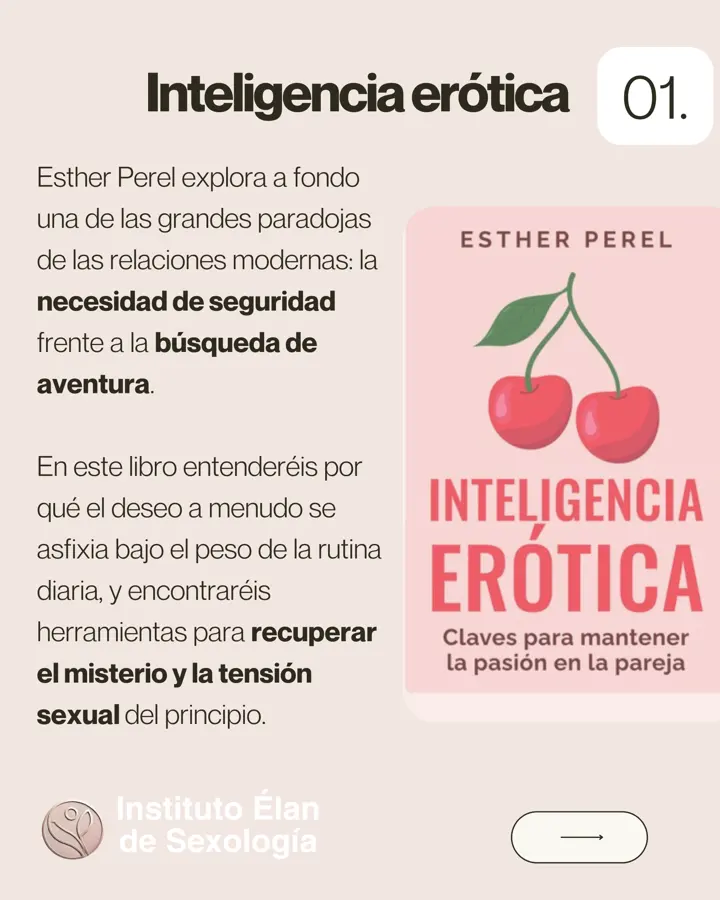 Inteligencia erótica
01.
Esther Perel explora a fondo
una de las grandes paradojas
de las relaciones modernas: la
necesidad de seguridad
frente a la búsqueda de
aventura.
En este libro entenderéis por
qué el deseo a menudo se
asfixia bajo el peso de la rutina
diaria, y encontraréis
herramientas para recuperar
el misterio y la tensión
sexual del principio.
ESTHER PEREL
INTELIGENCIA
ERÓTICA
Claves para mantener
la pasión en la pareja
Instituto Élan
de Sexología